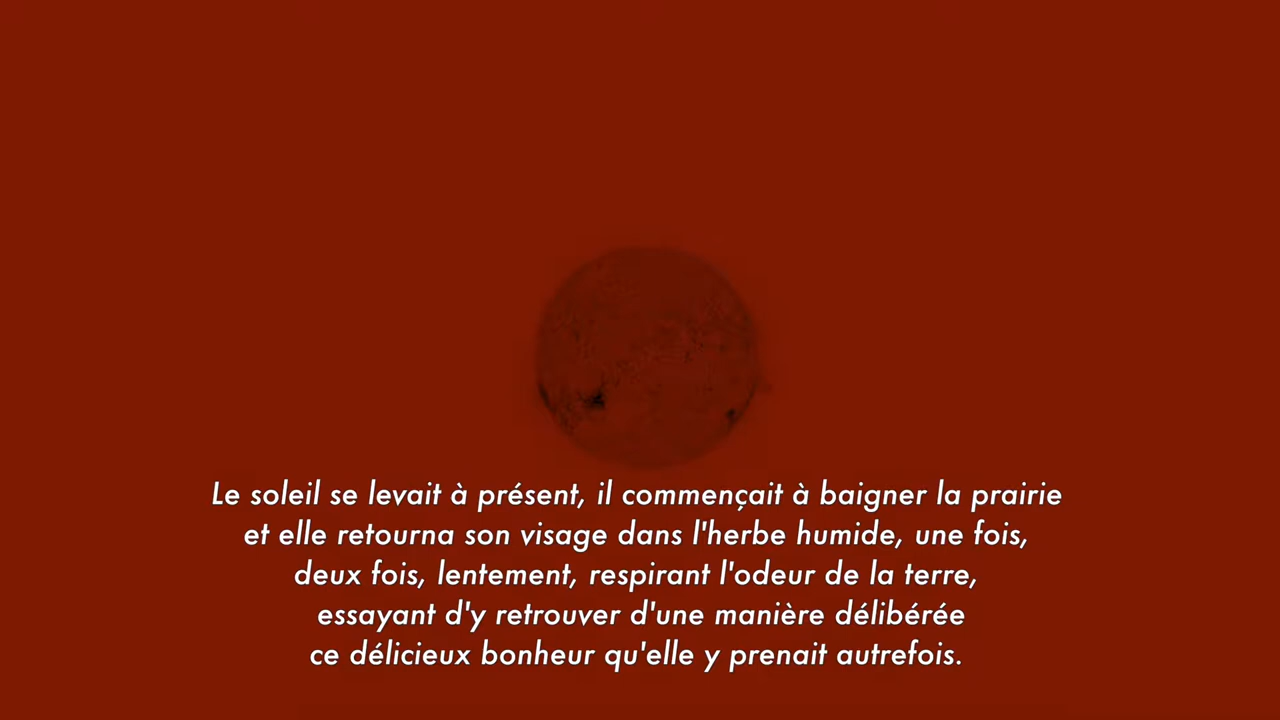 Le soleil se levait à présent, il commençait à baigner la prairie
et elle retourna son visage dans l'herbe humide, une fois,
deux fois, lentement, respirant l'odeur de la terre,
essayant d'y retrouver d'une manière délibérée
ce délicieux bonheur qu'elle y prenait autrefois.